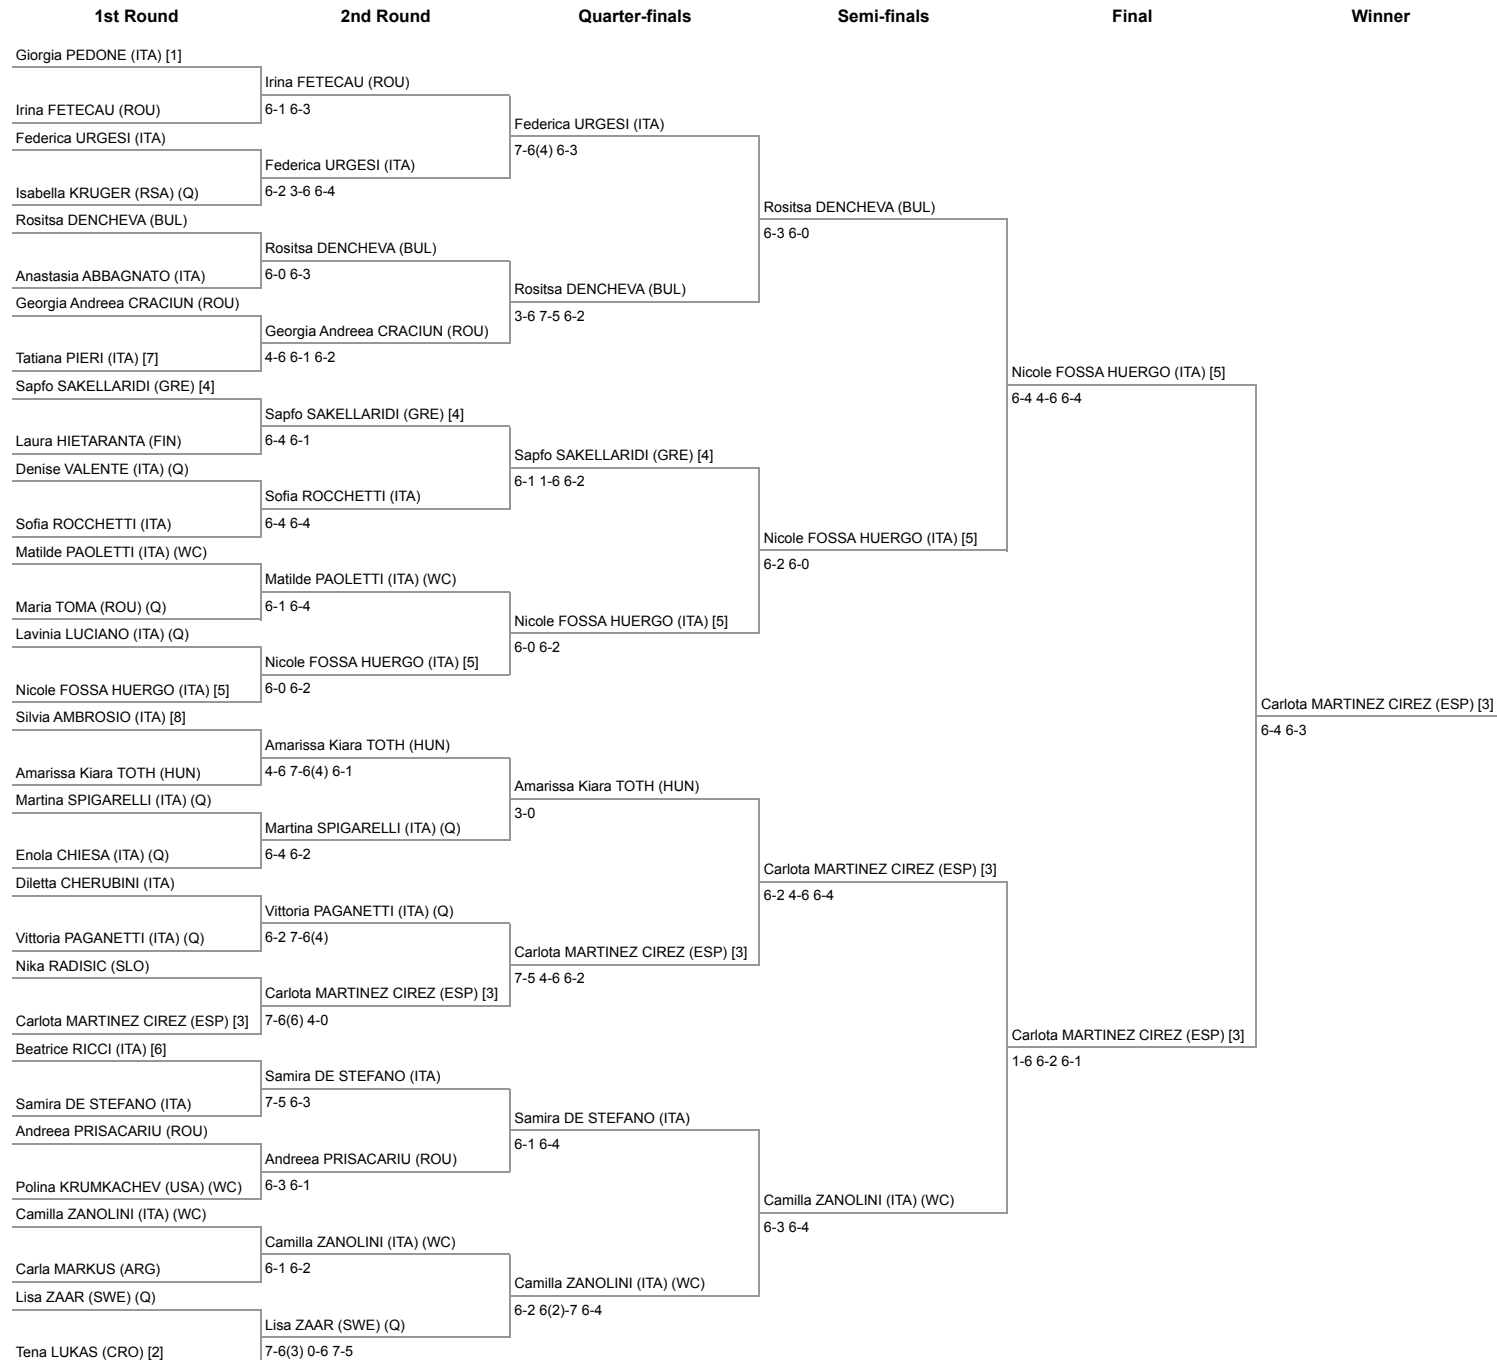 1st Round
2nd Round
Quarter-finals
Semi-finals
Final
Winner
Giorgia PEDONE (ITA) [1]
Irina FETECAU (ROU)
Federica URGESI (ITA)
Isabella KRUGER (RSA) (Q)
Rositsa DENCHEVA (BUL)
Anastasia ABBAGNATO (ITA)
Georgia Andreea CRACIUN (ROU)
Tatiana PIERI (ITA) [7]
Sapfo SAKELLARIDI (GRE) [4]
Laura HIETARANTA (FIN)
Denise VALENTE (ITA) (Q)
Sofia ROCCHETTI (ITA)
Matilde PAOLETTI (ITA) (WC)
Maria TOMA (ROU) (Q)
Lavinia LUCIANO (ITA) (Q)
Nicole FOSSA HUERGO (ITA) [5]
Silvia AMBROSIO (ITA) [8]
Amarissa Kiara TOTH (HUN)
Martina SPIGARELLI (ITA) (Q)
Enola CHIESA (ITA) (Q)
Diletta CHERUBINI (ITA)
Vittoria PAGANETTI (ITA) (Q)
Nika RADISIC (SLO)
Carlota MARTINEZ CIREZ (ESP) [3]
Beatrice RICCI (ITA) [6]
Samira DE STEFANO (ITA)
Andreea PRISACARIU (ROU)
Polina KRUMKACHEV (USA) (WC)
Camilla ZANOLINI (ITA) (WC)
Carla MARKUS (ARG)
Lisa ZAAR (SWE) (Q)
Tena LUKAS (CRO) [2]
Irina FETECAU (ROU)
6-1 6-3
Federica URGESI (ITA)
6-2 3-6 6-4
Rositsa DENCHEVA (BUL)
6-0 6-3
Georgia Andreea CRACIUN (ROU)
4-6 6-1 6-2
Sapfo SAKELLARIDI (GRE) [4]
6-4 6-1
Sofia ROCCHETTI (ITA)
6-4 6-4
Matilde PAOLETTI (ITA) (WC)
6-1 6-4
Nicole FOSSA HUERGO (ITA) [5]
6-0 6-2
Amarissa Kiara TOTH (HUN)
4-6 7-6(4) 6-1
Martina SPIGARELLI (ITA) (Q)
6-4 6-2
Vittoria PAGANETTI (ITA) (Q)
6-2 7-6(4)
Carlota MARTINEZ CIREZ (ESP) [3]
7-6(6) 4-0
Samira DE STEFANO (ITA)
7-5 6-3
Andreea PRISACARIU (ROU)
6-3 6-1
Camilla ZANOLINI (ITA) (WC)
6-1 6-2
Lisa ZAAR (SWE) (Q)
7-6(3) 0-6 7-5
Federica URGESI (ITA)
7-6(4) 6-3
Rositsa DENCHEVA (BUL)
3-6 7-5 6-2
Sapfo SAKELLARIDI (GRE) [4]
6-1 1-6 6-2
Nicole FOSSA HUERGO (ITA) [5]
6-0 6-2
Amarissa Kiara TOTH (HUN)
3-0
Carlota MARTINEZ CIREZ (ESP) [3]
7-5 4-6 6-2
Samira DE STEFANO (ITA)
6-1 6-4
Camilla ZANOLINI (ITA) (WC)
6-2 6(2)-7 6-4
Rositsa DENCHEVA (BUL)
6-3 6-0
Nicole FOSSA HUERGO (ITA) [5]
6-2 6-0
Carlota MARTINEZ CIREZ (ESP) [3]
6-2 4-6 6-4
Camilla ZANOLINI (ITA) (WC)
6-3 6-4
Nicole FOSSA HUERGO (ITA) [5]
6-4 4-6 6-4
Carlota MARTINEZ CIREZ (ESP) [3]
1-6 6-2 6-1
Carlota MARTINEZ CIREZ (ESP) [3]
6-4 6-3